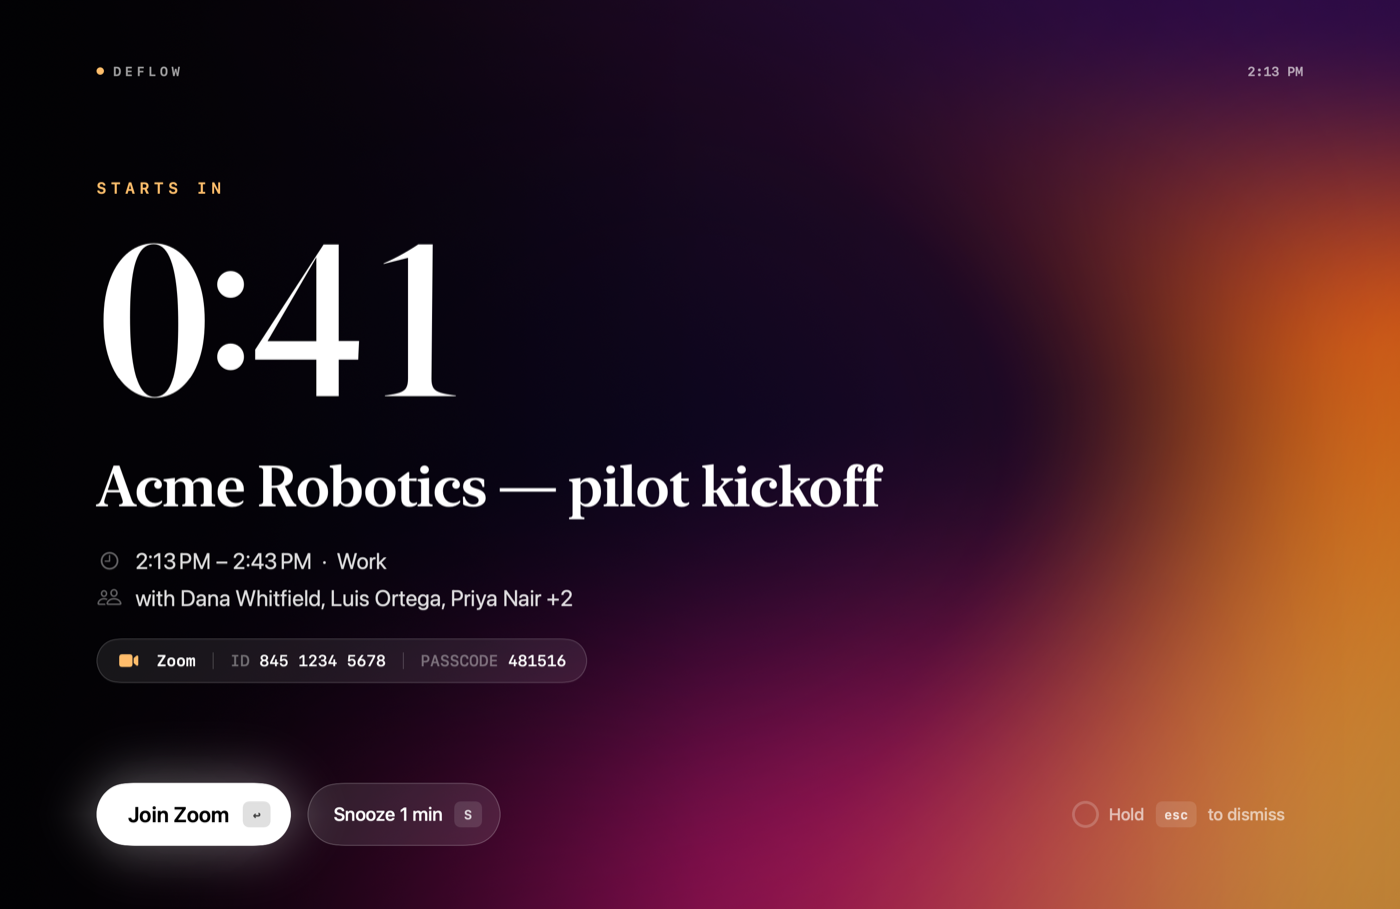 DEFLOW
2:13 PM
STARTS IN
0:41
Acme Robotics — pilot kickoff
2:13 PM – 2:43 PM · Work
with Dana Whitfield, Luis Ortega, Priya Nair +2
Zoom ID 845 1234 5678 PASSCODE 481516
Join Zoom ↩ Snooze 1 min S Hold esc to dismiss